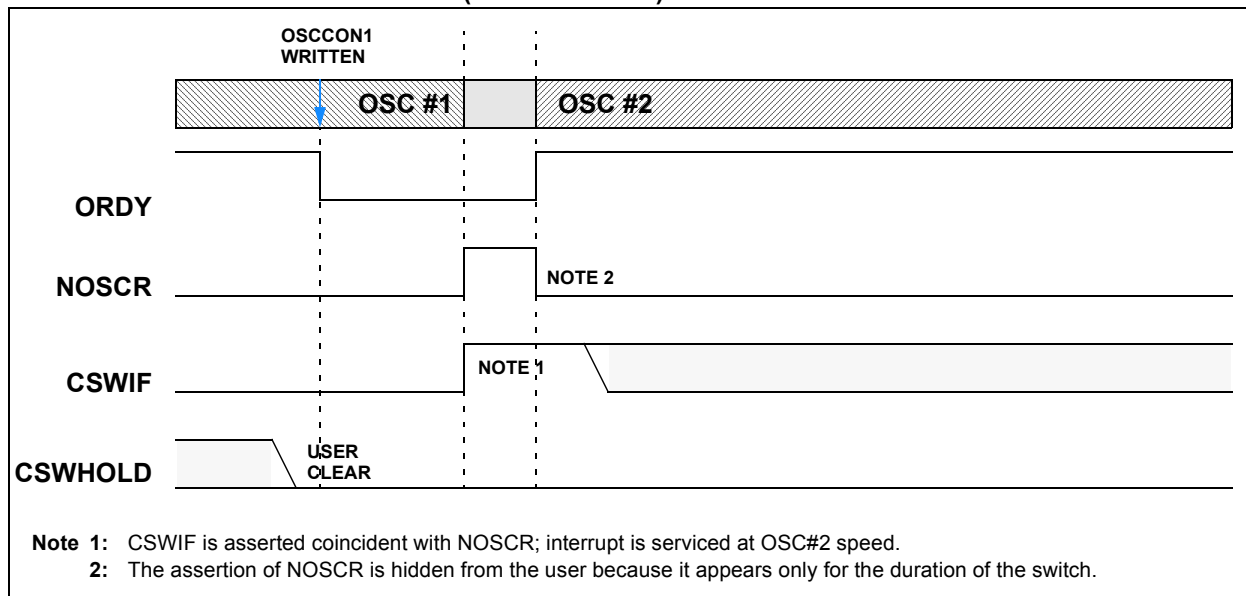 OSCCON1
WRITTEN
OSC #1
OSC #2
ORDY
NOSCR
NOTE 2
CSWIF
NOTE 1
CSWHOLD
USER
CLEAR
Note 1: CSWIF is asserted coincident with NOSCR; interrupt is serviced at OSC#2 speed.
2: The assertion of NOSCR is hidden from the user because it appears only for the duration of the switch.